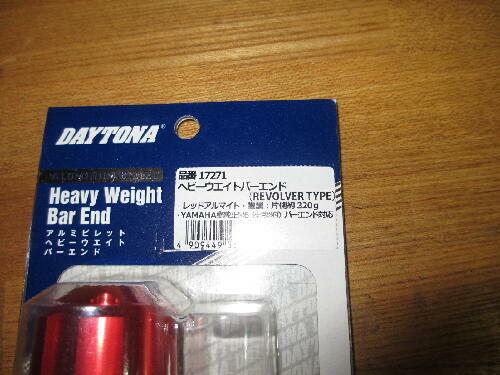 DAYTONA
Heavy Weight
Bar End
アルミビレット
ヘビーウエイト
バーエンド
品番 17271
ヘビーウエイトバーエンド
(REVOLVER TYPE)
レッドアルマイト・重量：片側約220g
・YAMAHA バーエンド対応